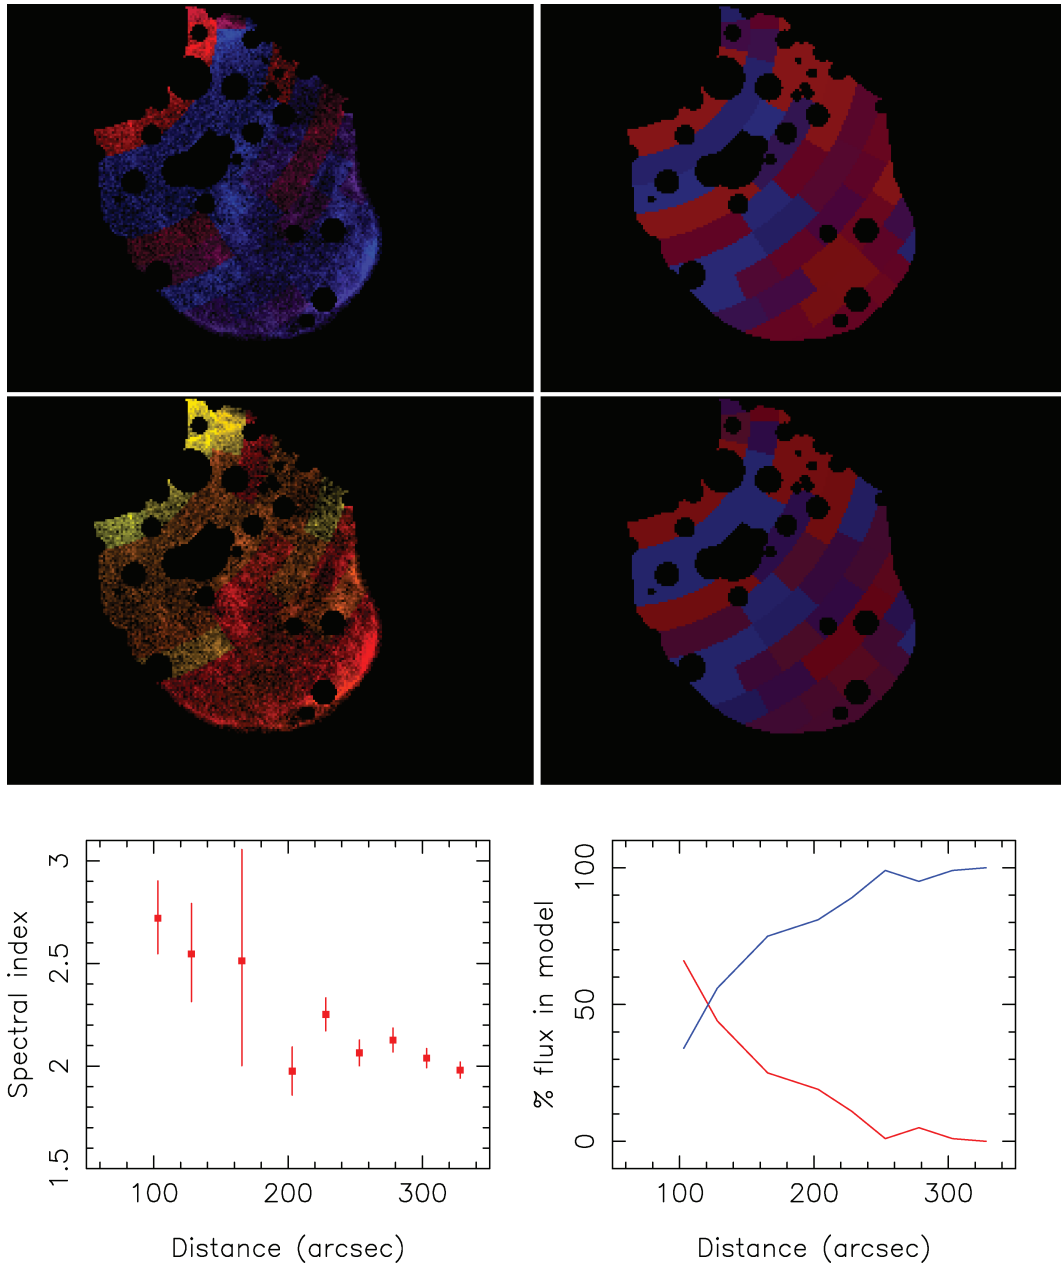 3
2.5
2
1.5
Spectral index
100 200 300
Distance (arcsec)
100
50
0
% flux in model
100 200 300
Distance (arcsec)